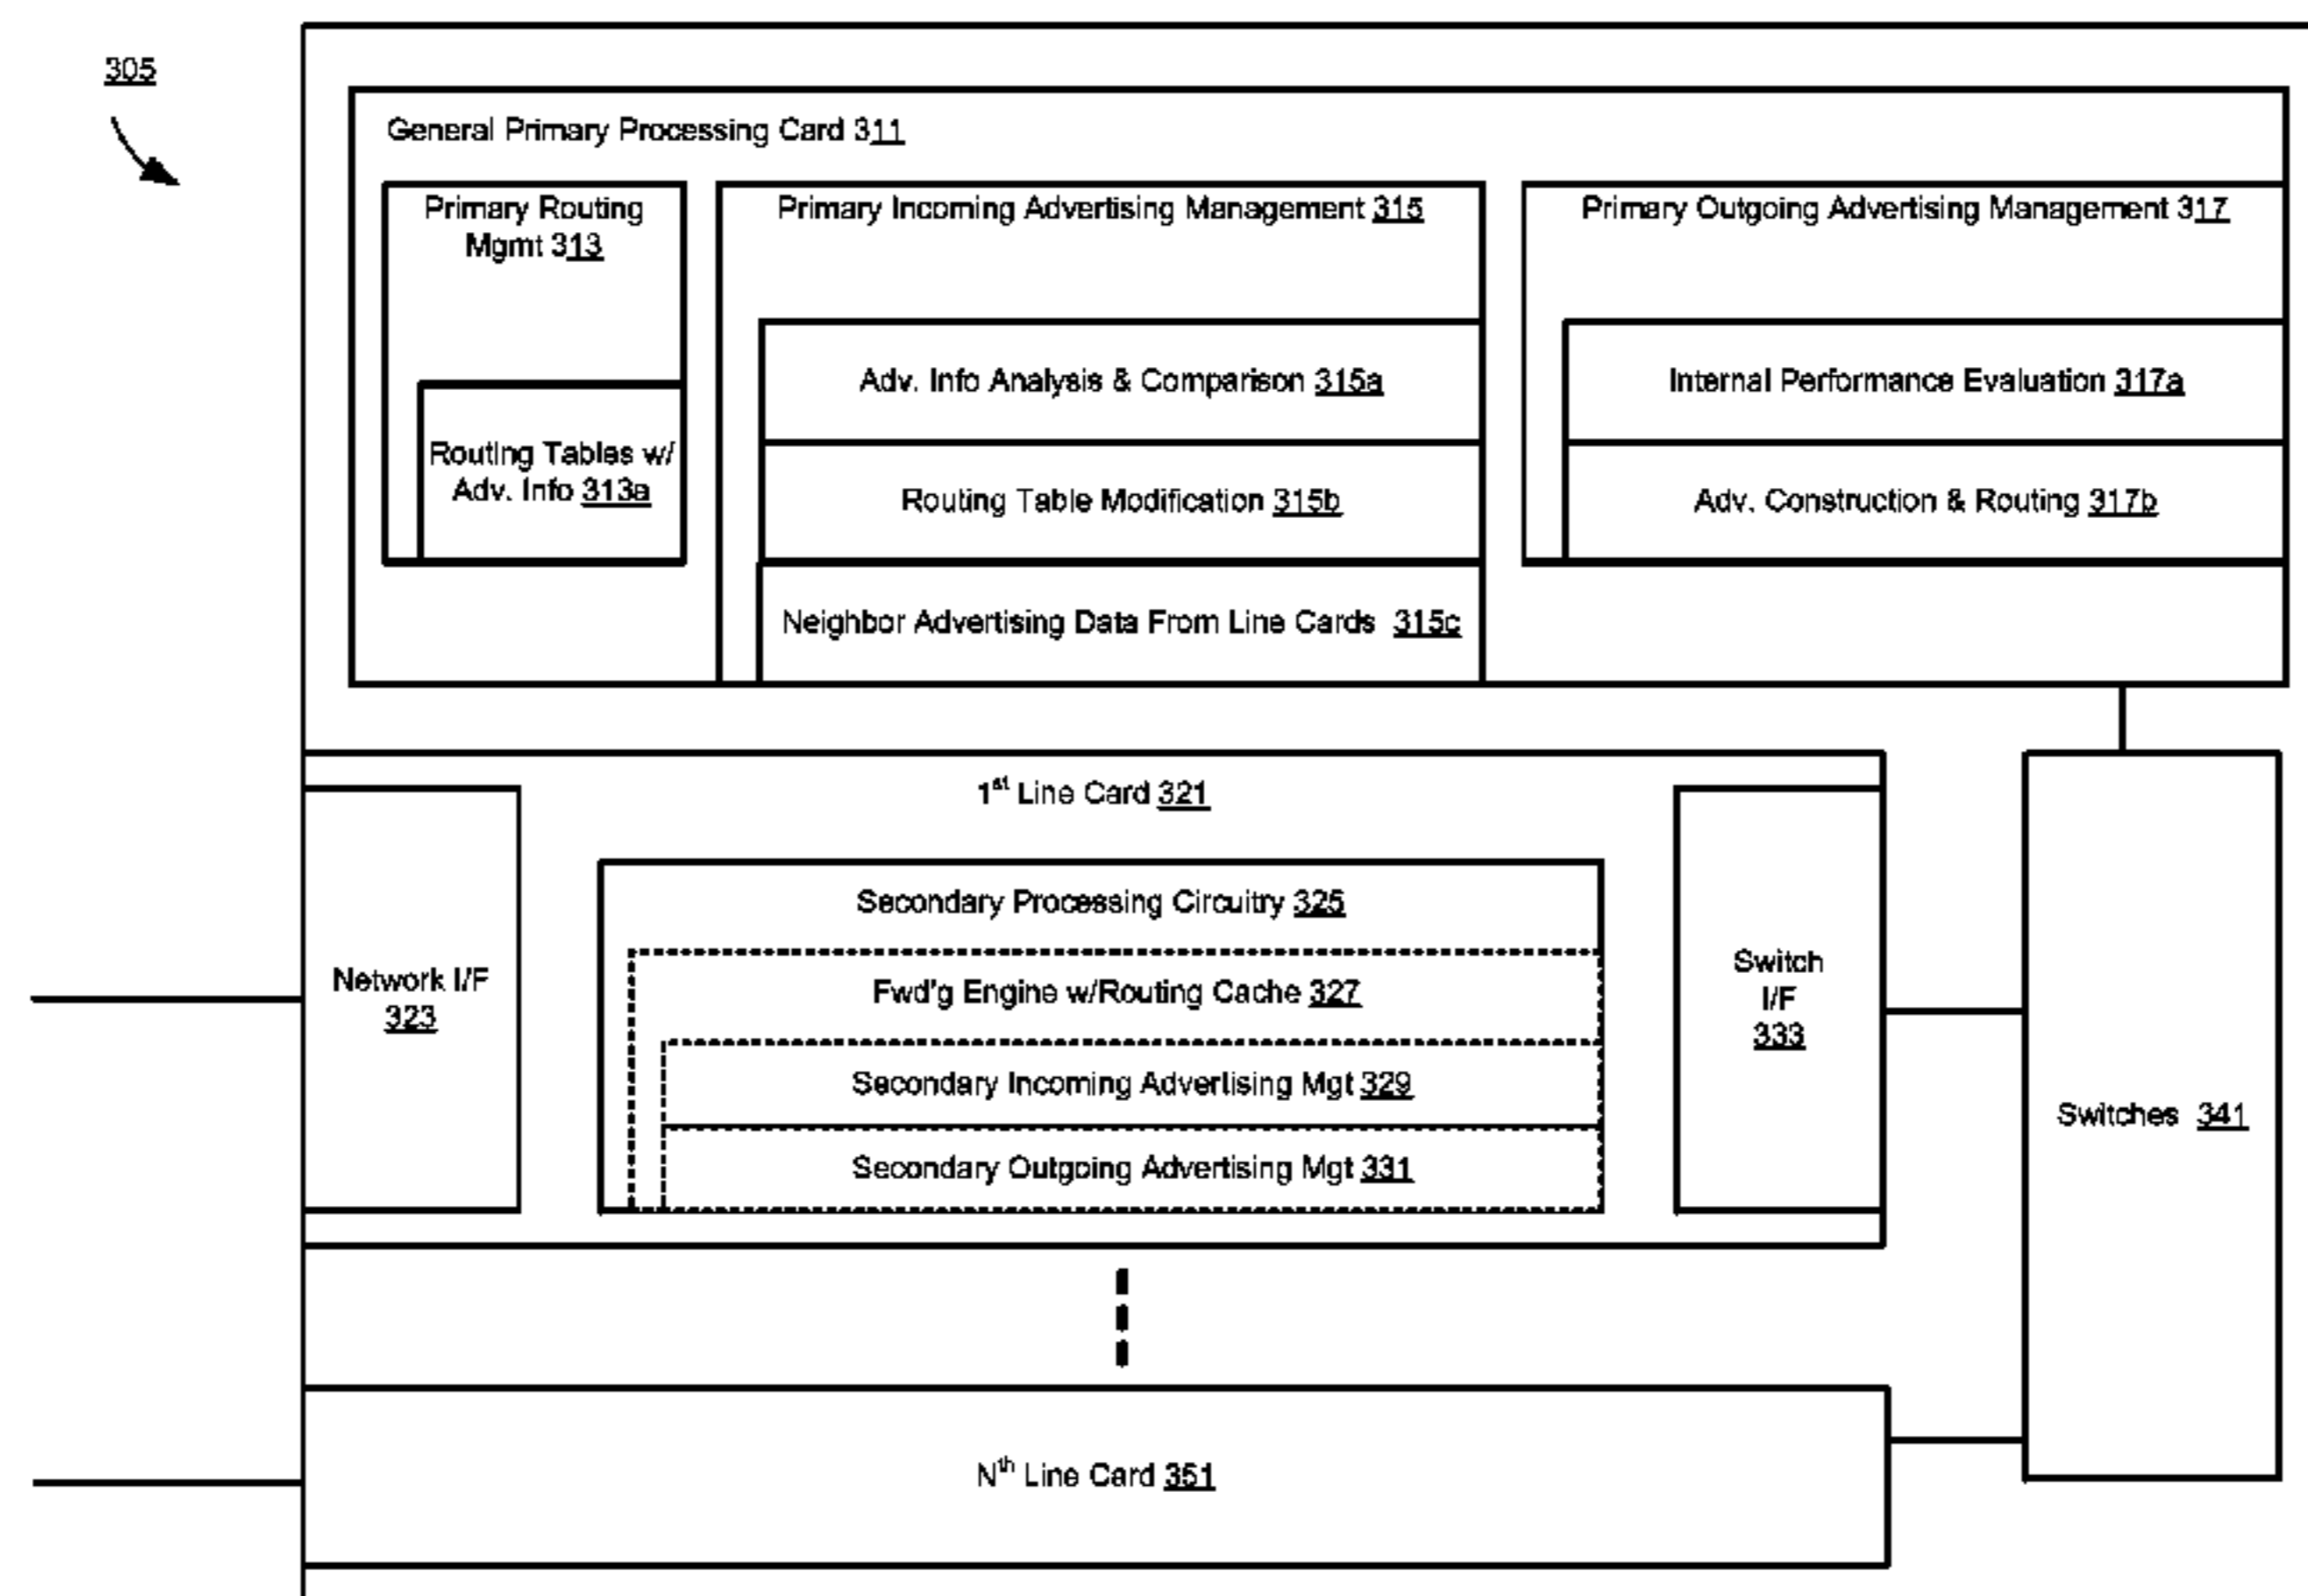 305
General Primary Processing Card 311
Primary Routing
Mgmt 313
Routing Tables w/
Adv. Info 313a
Primary Incoming Advertising Management 315
Adv. Info Analysis & Comparison 315a
Routing Table Modification 315b
Neighbor Advertising Data From Line Cards 315c
Primary Outgoing Advertising Management 317
Internal Performance Evaluation 317a
Adv. Construction & Routing 317b
1st Line Card 321
Network I/F
323
Secondary Processing Circuitry 325
Fwd'g Engine w/Routing Cache 327
Secondary Incoming Advertising Mgt 329
Secondary Outgoing Advertising Mgt 331
Switch
I/F
333
Switches 341
Nth Line Card 351